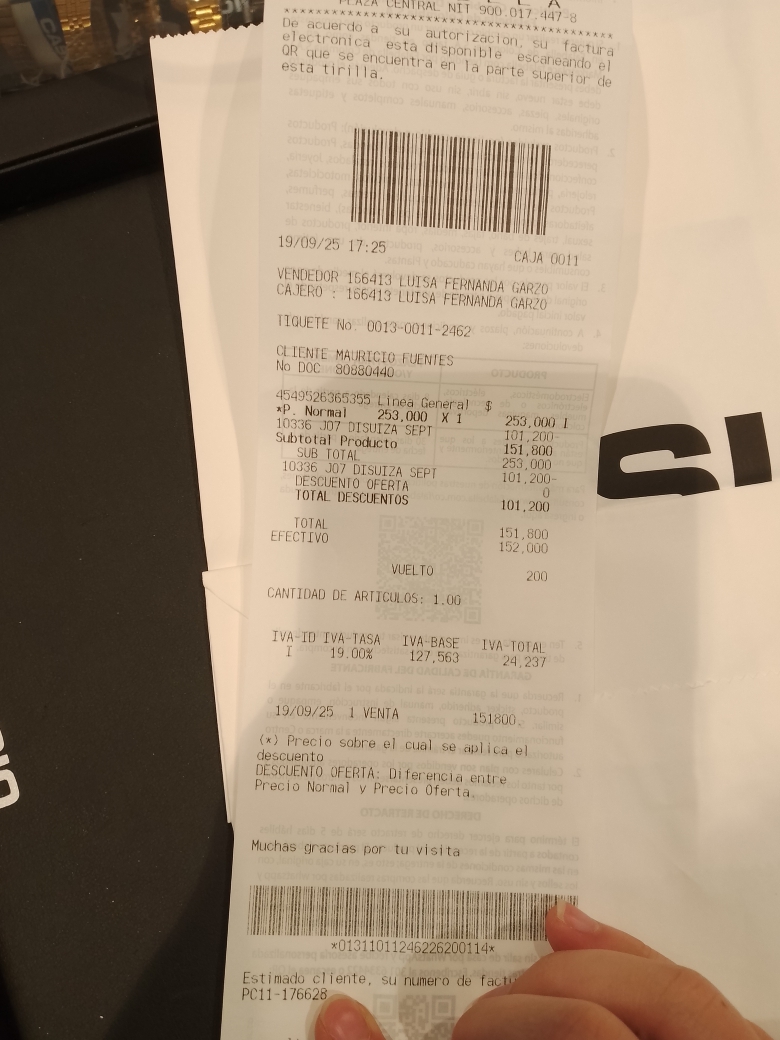 PLAZA CENTRAL NIT 900.017.447-8
****************************************
De acuerdo a su autorizacion, su factura
electronica esta disponible escaneando el
QR que se encuentra en la parte superior de
esta tirilla.
19/09/25 17:25 CAJA 0011
VENDEDOR 156413 LUISA FERNANDA GARZO
CAJERO : 156413 LUISA FERNANDA GARZO
TIQUETE No. 0013-0011-2462
CLIENTE MAURICIO FUENTES
No DOC 80880440
4549526365355 Linea General $
*P. Normal 253,000 X 1 253,000 I
10336 J07 DISUIZA SEPT 101,200-
Subtotal Producto 151,800
SUB TOTAL 253,000
10336 J07 DISUIZA SEPT 101,200-
DESCUENTO OFERTA 0
TOTAL DESCUENTOS 101,200
TOTAL 151,800
EFECTIVO 152,000
VUELTO 200
CANTIDAD DE ARTICULOS: 1.00
IVA-ID IVA-TASA IVA-BASE IVA-TOTAL
I 19.00% 127,563 24,237
19/09/25 1 VENTA 151800.
(*) Precio sobre el cual se aplica el
descuento
DESCUENTO OFERTA: Diferencia entre
Precio Normal y Precio Oferta.
Muchas gracias por tu visita
*01311011246226200114*
Estimado cliente, su numero de factu
PC11-176628